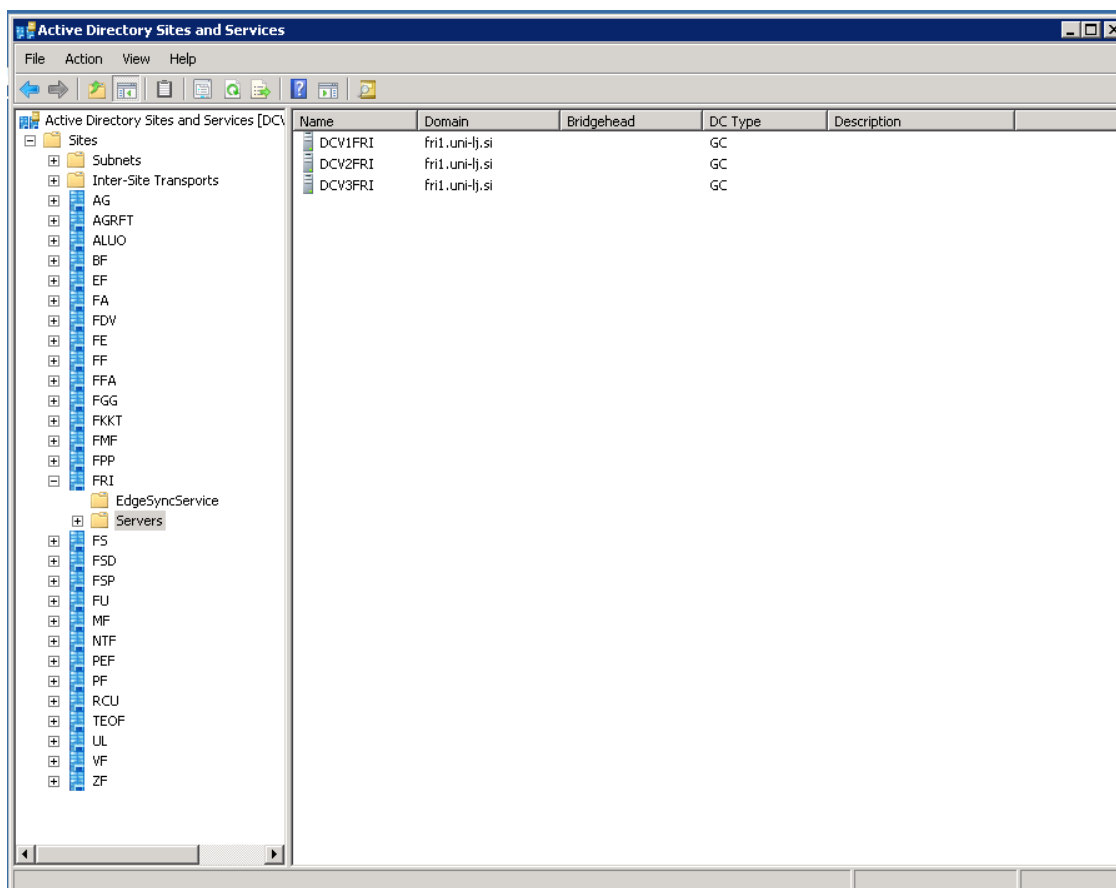 Active Directory Sites and Services
File Action View Help
Active Directory Sites and Services [DCV
Sites
Subnets
Inter-Site Transports
AG
AGRFT
ALUO
BF
EF
FA
FDV
FE
FF
FFA
FGG
FKKT
FMF
FPP
FRI
EdgeSyncService
Servers
FS
FSD
FSP
FU
MF
NTF
PEF
PF
RCU
TEOF
UL
VF
ZF
Name Domain Bridgehead DC Type Description
DCV1FRI fri1.uni-lj.si GC
DCV2FRI fri1.uni-lj.si GC
DCV3FRI fri1.uni-lj.si GC